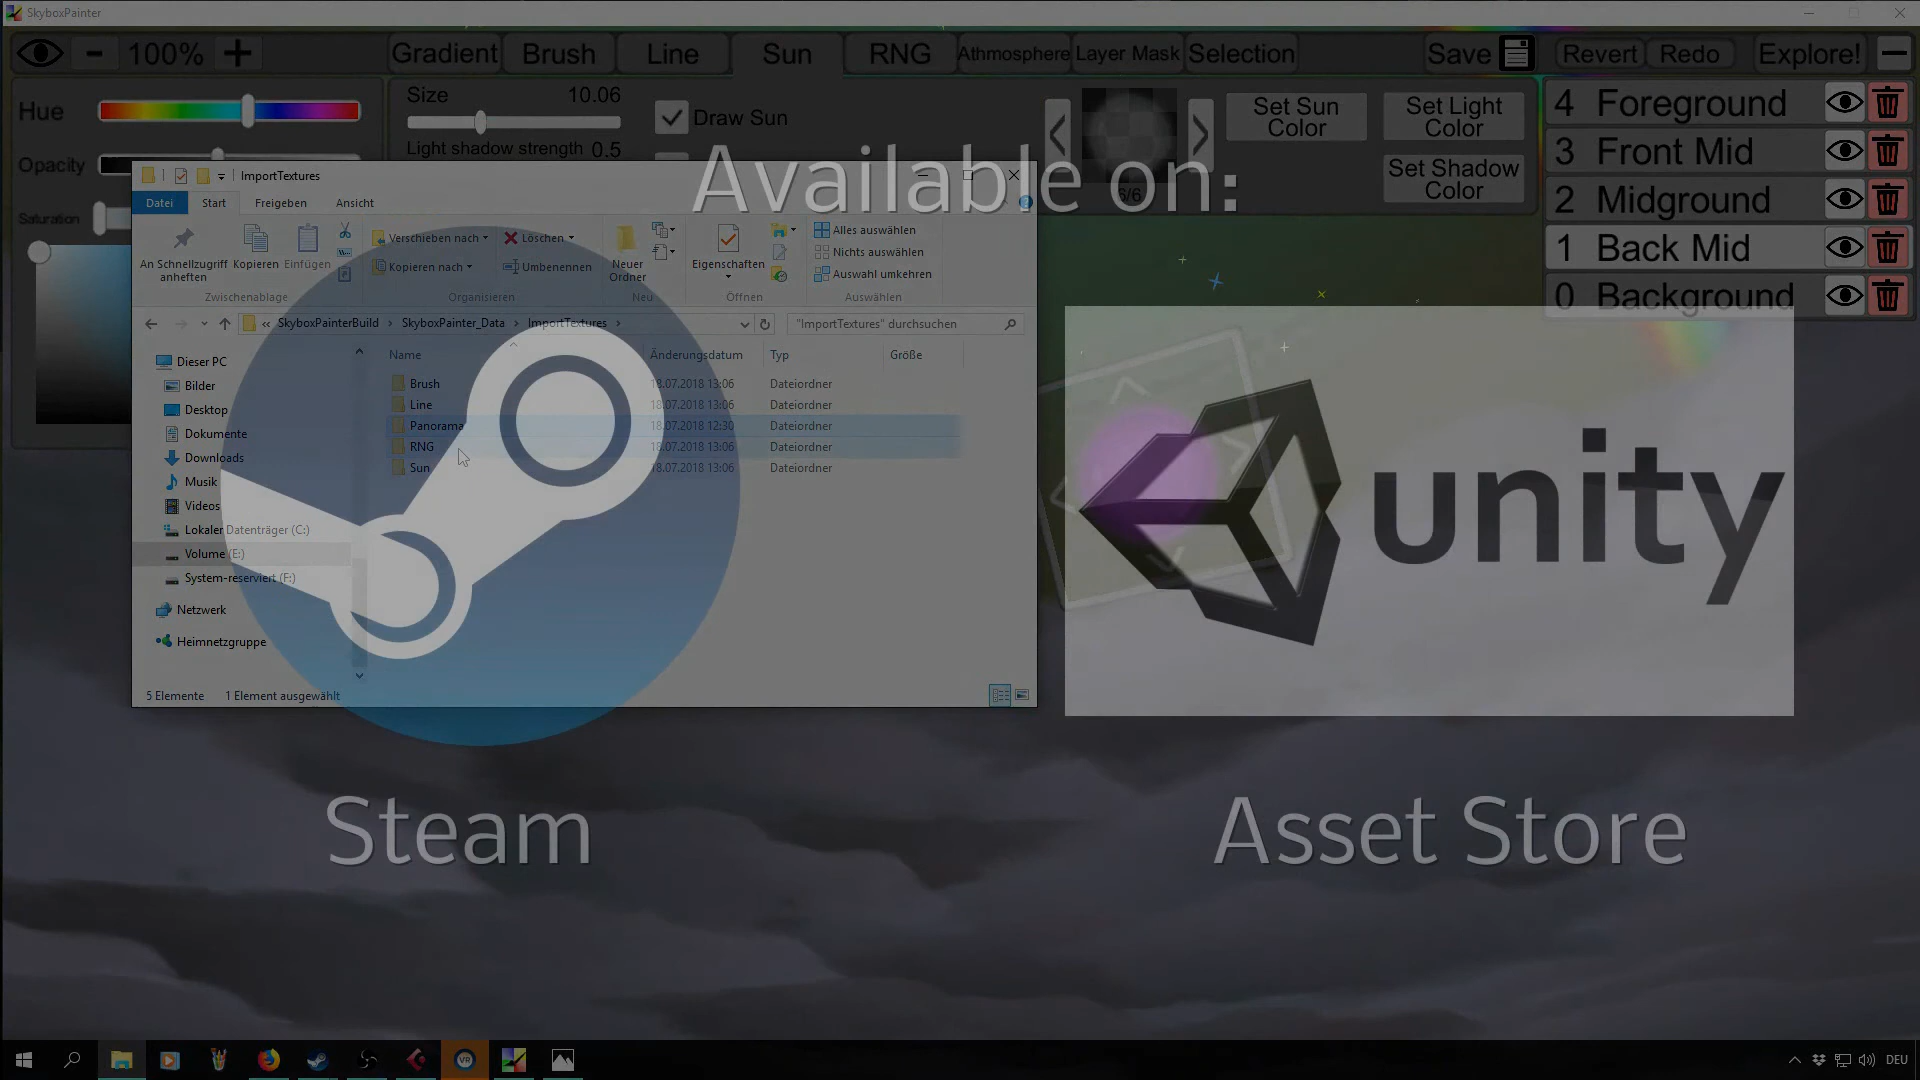 SkyboxPainter
- 100% +
Gradient Brush Line Sun RNG Athmosphere Layer Mask Selection
Save Revert Redo Explore!
Hue
Opacity
Saturation
Size 10.06
Light shadow strength 0.5
Draw Sun
6/6
Set Sun
Color
Set Light
Color
Set Shadow
Color
4 Foreground
3 Front Mid
2 Midground
1 Back Mid
0 Background
Available on:
ImportTextures
Datei Start Freigeben Ansicht
An Schnellzugriff
anheften
Kopieren
Einfügen
Zwischenablage
Verschieben nach
Kopieren nach
Löschen
Umbenennen
Organisieren
Neuer
Ordner
Neu
Eigenschaften
Öffnen
Alles auswählen
Nichts auswählen
Auswahl umkehren
Auswählen
« SkyboxPainterBuild > SkyboxPainter_Data > ImportTextures >
"ImportTextures" durchsuchen
Name Änderungsdatum Typ Größe
Brush 18.07.2018 13:06 Dateiordner
Line 18.07.2018 13:06 Dateiordner
Panorama 18.07.2018 12:30 Dateiordner
RNG 18.07.2018 13:06 Dateiordner
Sun 18.07.2018 13:06 Dateiordner
Dieser PC
Bilder
Desktop
Dokumente
Downloads
Musik
Videos
Lokaler Datenträger (C:)
Volume (E:)
System-reserviert (F:)
Netzwerk
Heimnetzgruppe
5 Elemente 1 Element ausgewählt
unity
Steam
Asset Store
VR
DEU